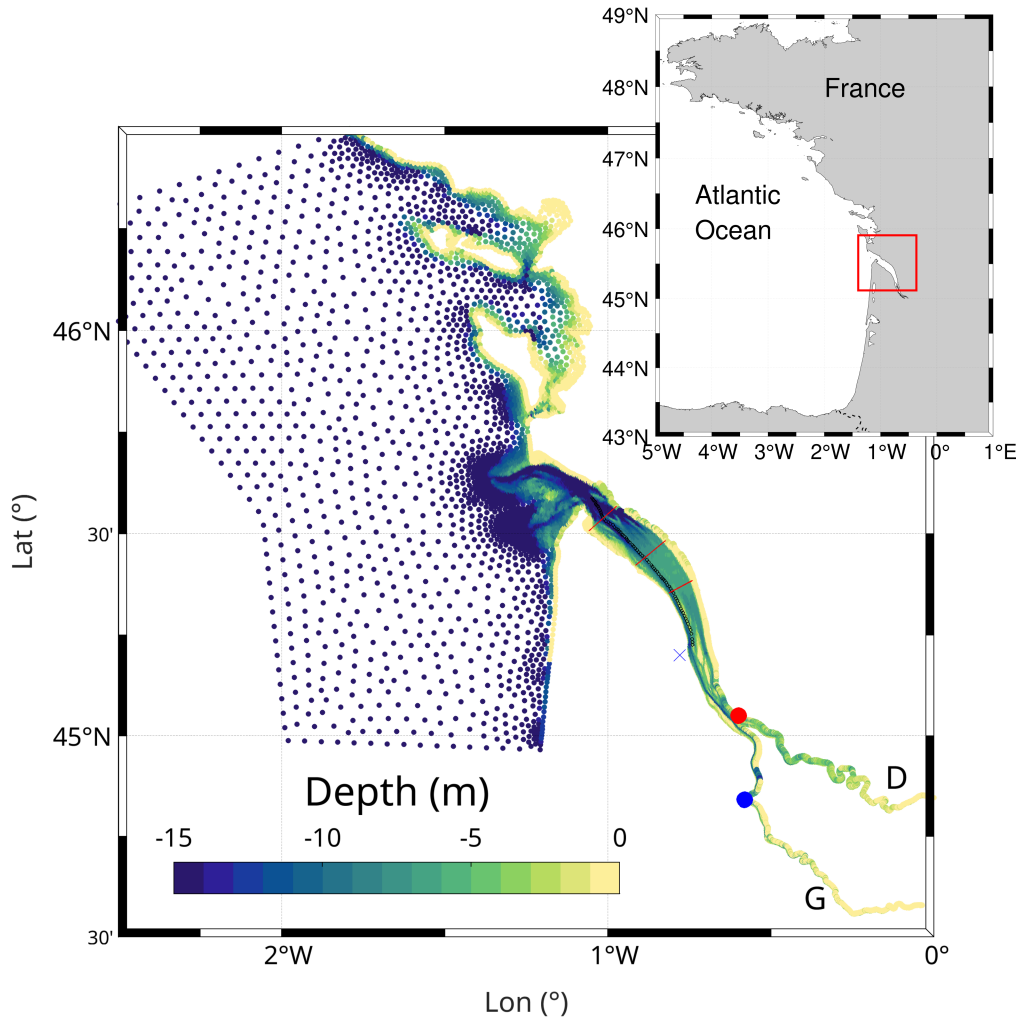 49°N
48°N
47°N
46°N
45°N
44°N
43°N
5°W 4°W 3°W 2°W 1°W 0° 1°E
France
Atlantic
Ocean
46°N
30'
45°N
30'
2°W 1°W 0°
Lat (°)
Lon (°)
Depth (m)
-15 -10 -5 0
D
G